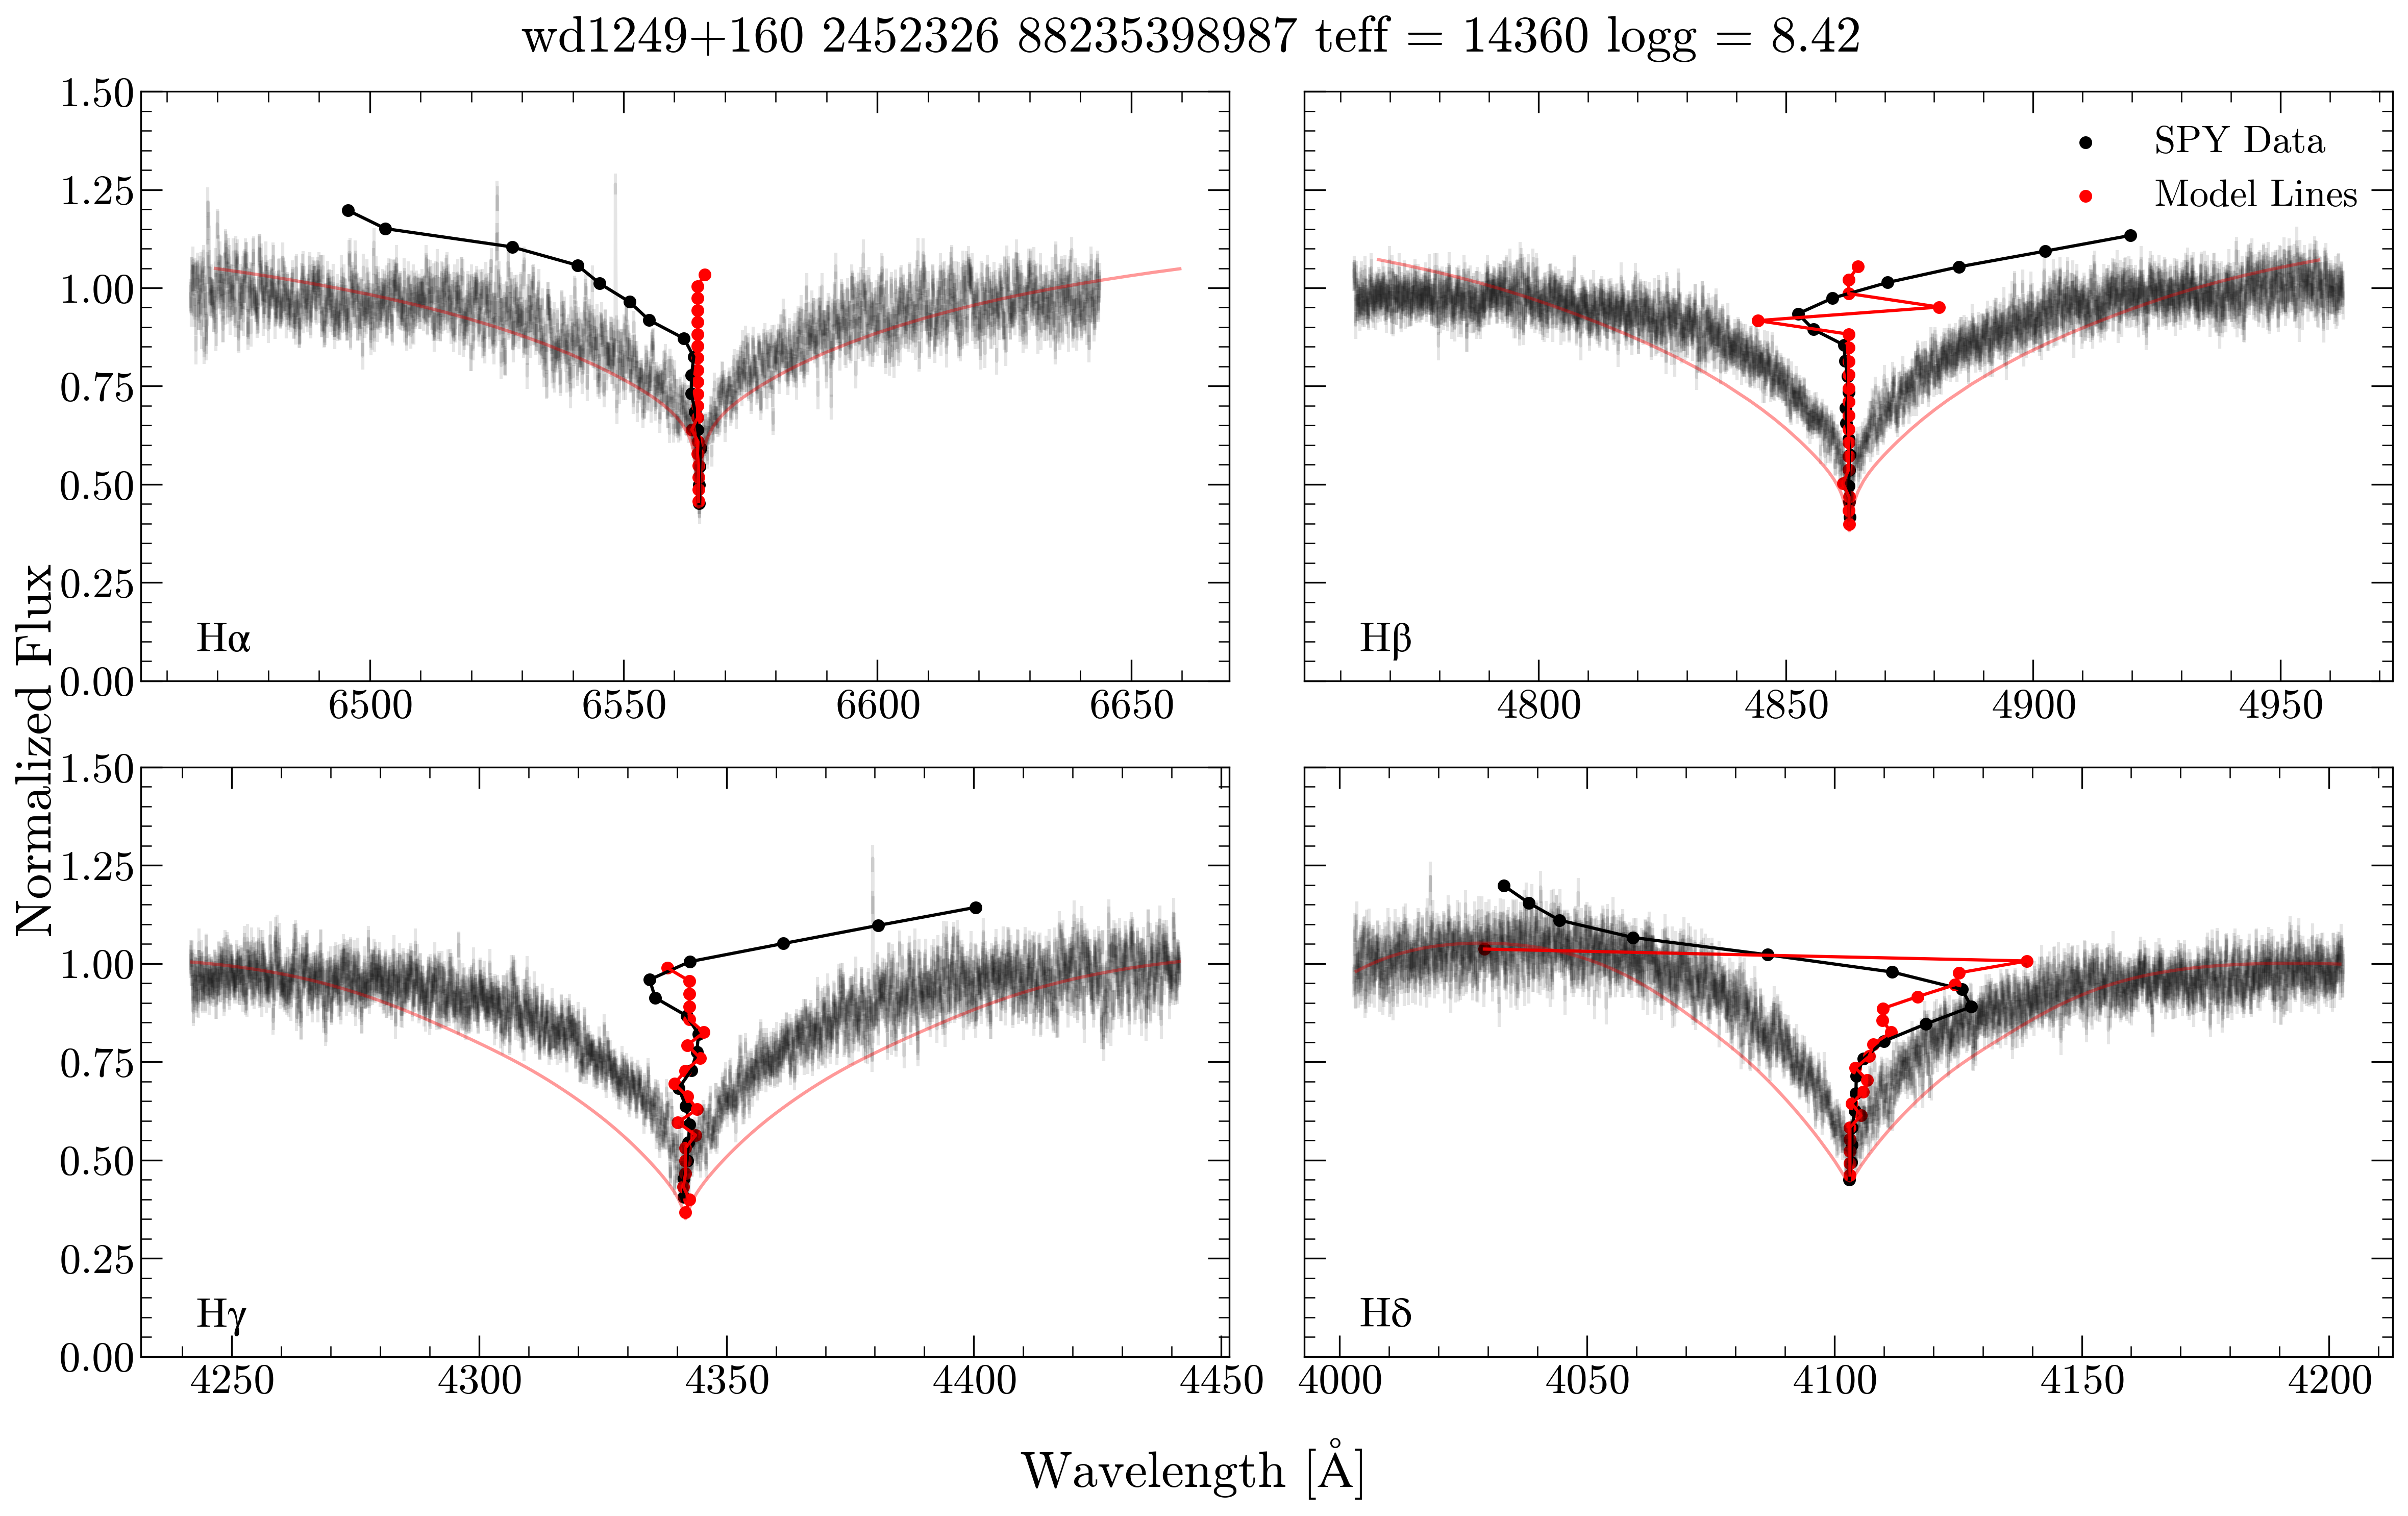 wd1249+160 2452326 88235398987 teff = 14360 logg = 8.42
Normalized Flux
1.50
1.25
1.00
0.75
0.50
0.25
0.00
Hα
6500 6550 6600 6650
SPY Data
Model Lines
Hβ
4800 4850 4900 4950
1.50
1.25
1.00
0.75
0.50
0.25
0.00
Hγ
4250 4300 4350 4400 4450
Hδ
4000 4050 4100 4150 4200
Wavelength [Å]